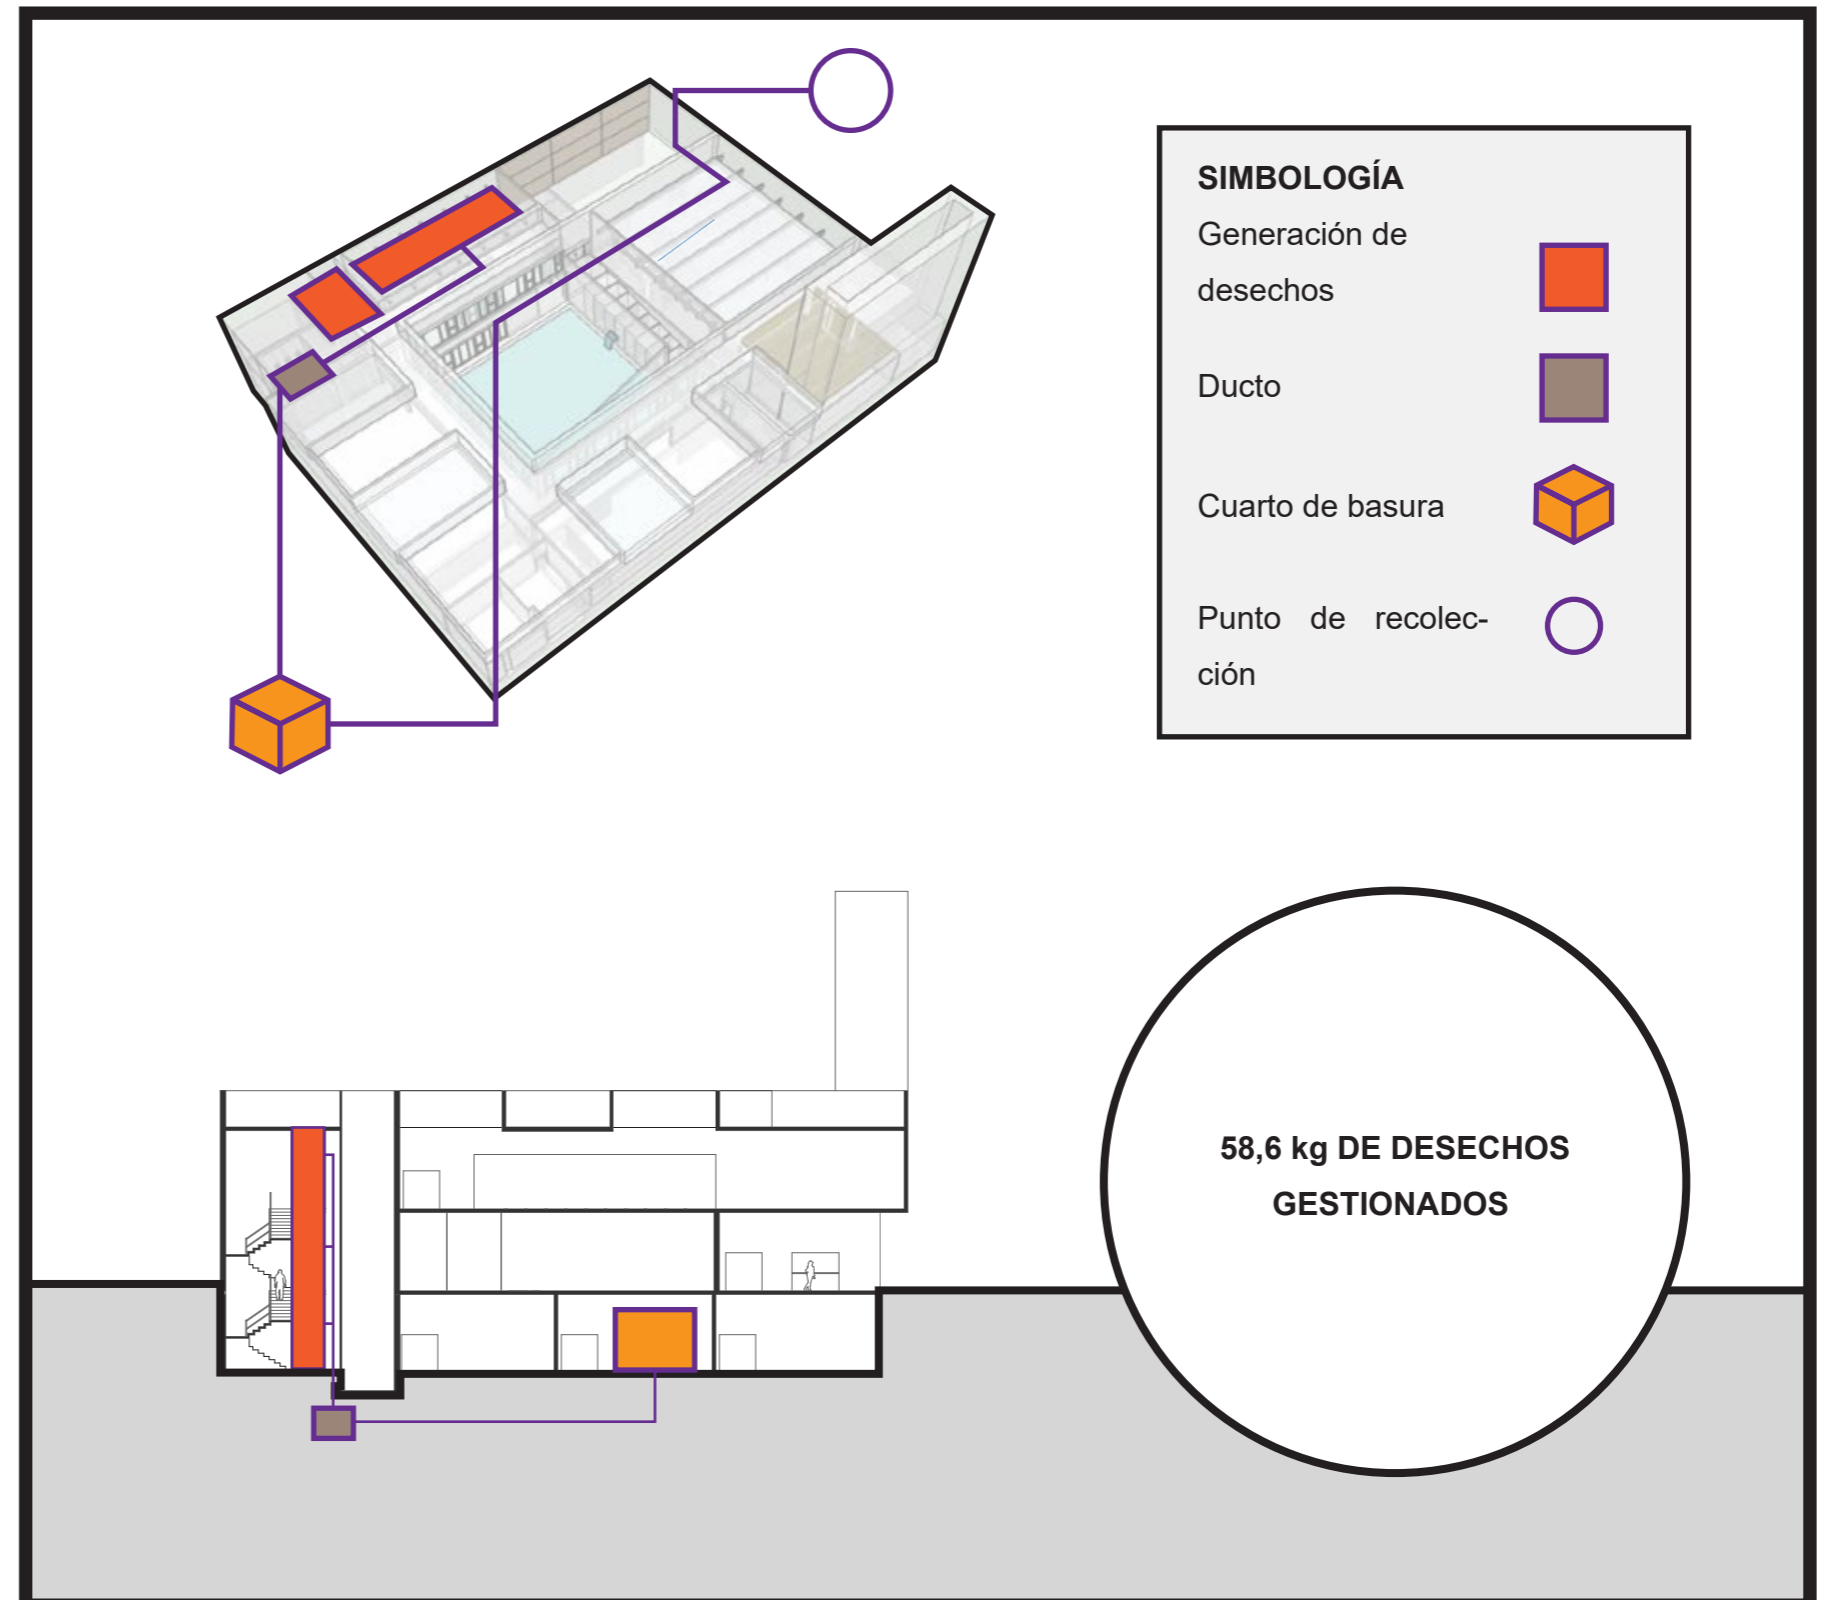 SIMBOLOGÍA
Generación de
desechos
Ducto
Cuarto de basura
Punto de recolec-
ción
58,6 kg DE DESECHOS
GESTIONADOS